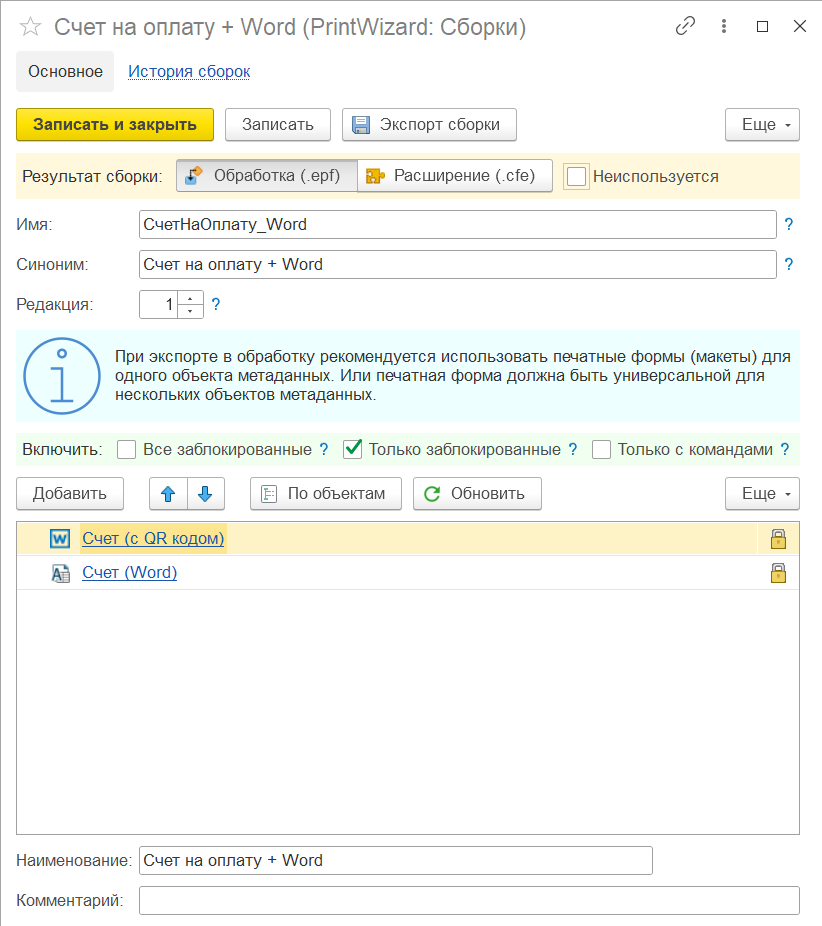 Счет на оплату + Word (PrintWizard: Сборки)
Основное История сборок
Записать и закрыть Записать Экспорт сборки Еще
Результат сборки: Обработка (.epf) Расширение (.cfe) Неиспользуется
Имя: СчетНаОплату_Word ?
Синоним: Счет на оплату + Word ?
Редакция: 1 ?
При экспорте в обработку рекомендуется использовать печатные формы (макеты) для
одного объекта метаданных. Или печатная форма должна быть универсальной для
нескольких объектов метаданных.
Включить: Все заблокированные ? Только заблокированные ? Только с командами ?
Добавить По объектам Обновить Еще
Счет (с QR кодом)
Счет (Word)
Наименование: Счет на оплату + Word
Комментарий: